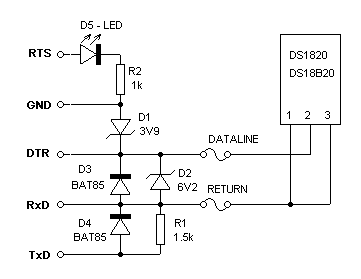 D5 - LED
RTS
R2
1k
DS1820
DS18B20
GND
1 2 3
D1
3V9
DATALINE
DTR
D3
BAT85
D2
6V2
RETURN
RxD
D4
BAT85
R1
1.5k
TxD